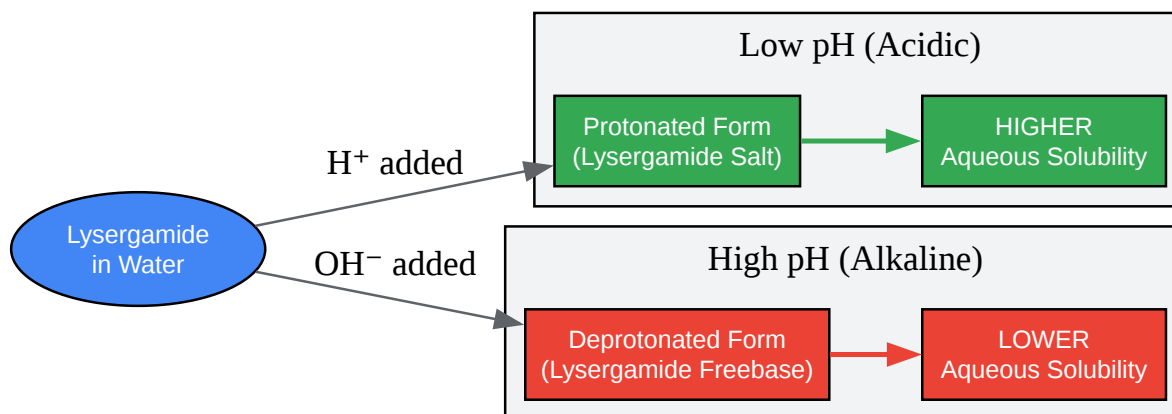 Low pH (Acidic)
Protonated Form
(Lysergamide Salt)
HIGHER
Aqueous Solubility
H⁺ added
Lysergamide
in Water
OH⁻ added
High pH (Alkaline)
Deprotonated Form
(Lysergamide Freebase)
LOWER
Aqueous Solubility